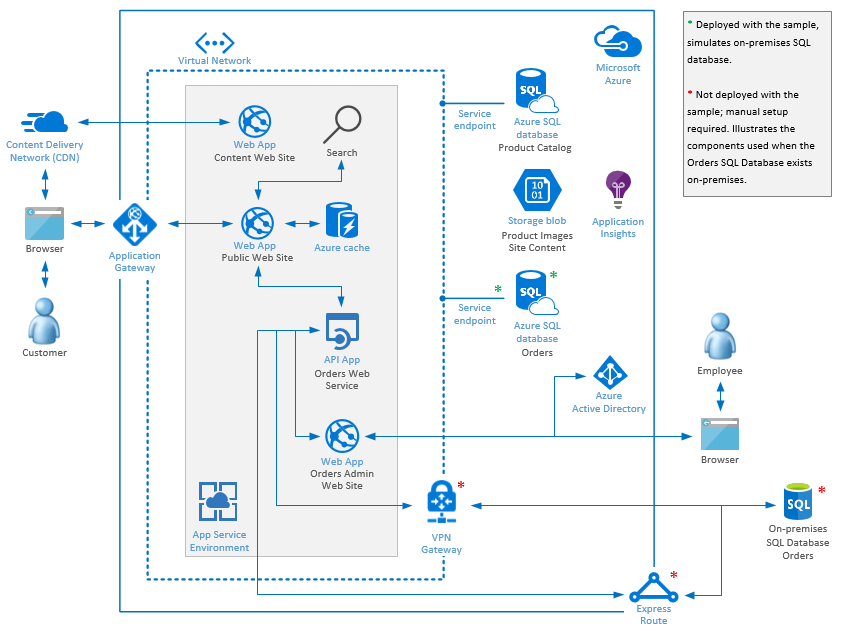 Virtual Network
Microsoft
Azure
* Deployed with the sample,
simulates on-premises SQL
database.
* Not deployed with the
sample; manual setup
required. Illustrates the
components used when the
Orders SQL Database exists
on-premises.
Content Delivery
Network (CDN)
Web App
Content Web Site
Search
Service
endpoint
SQL
Azure SQL
database
Product Catalog
Browser
Application
Gateway
Web App
Public Web Site
Azure cache
10
01
Storage blob
Product Images
Site Content
Application
Insights
Customer
API App
Orders Web
Service
Service
endpoint
*
*
SQL
Azure SQL
database
Orders
Employee
Azure
Active Directory
Browser
Web App
Orders Admin
Web Site
App Service
Environment
*
VPN
Gateway
*
SQL
On-premises
SQL Database
Orders
*
Express
Route